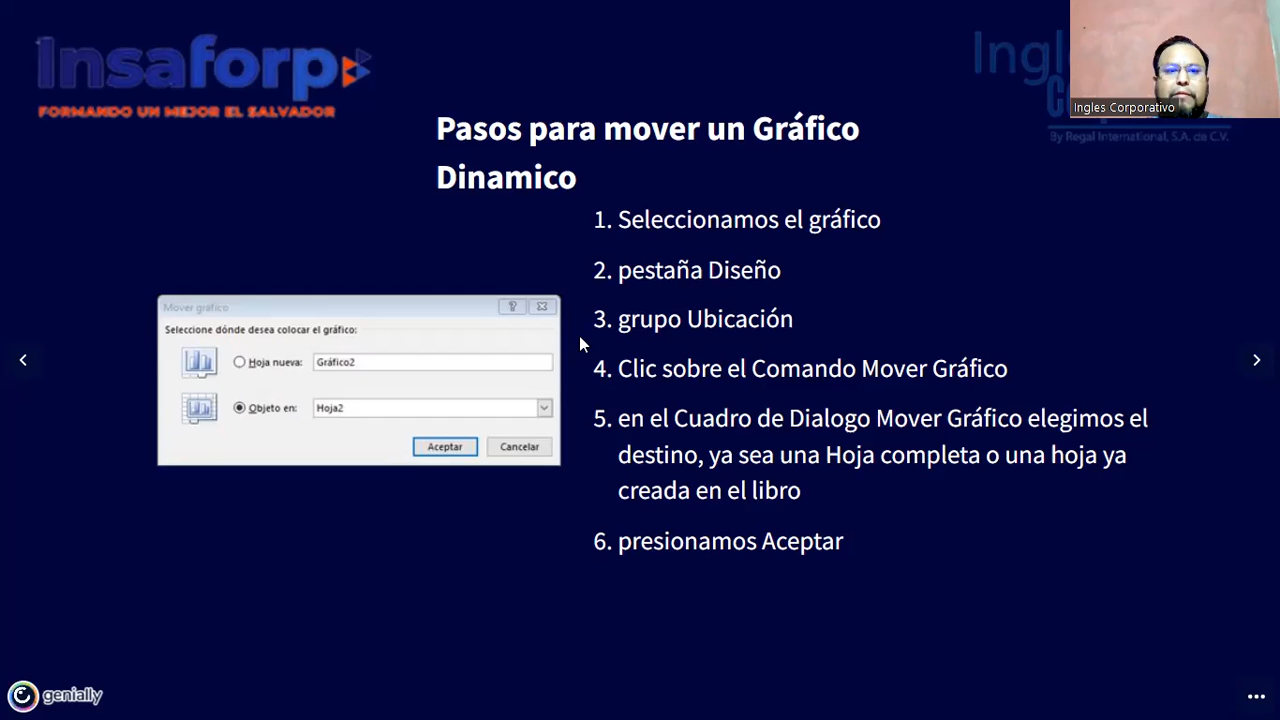 Insaforp
FORMANDO UN MEJOR EL SALVADOR
Ingl
Ingles Corporativo
By Regal International, S.A. de C.V.
Pasos para mover un Gráfico
Dinamico
1. Seleccionamos el gráfico
2. pestaña Diseño
3. grupo Ubicación
4. Clic sobre el Comando Mover Gráfico
5. en el Cuadro de Dialogo Mover Gráfico elegimos el
destino, ya sea una Hoja completa o una hoja ya
creada en el libro
6. presionamos Aceptar
Mover gráfico
Seleccione dónde desea colocar el gráfico:
Hoja nueva: Gráfico2
Objeto en: Hoja2
Aceptar Cancelar
genially